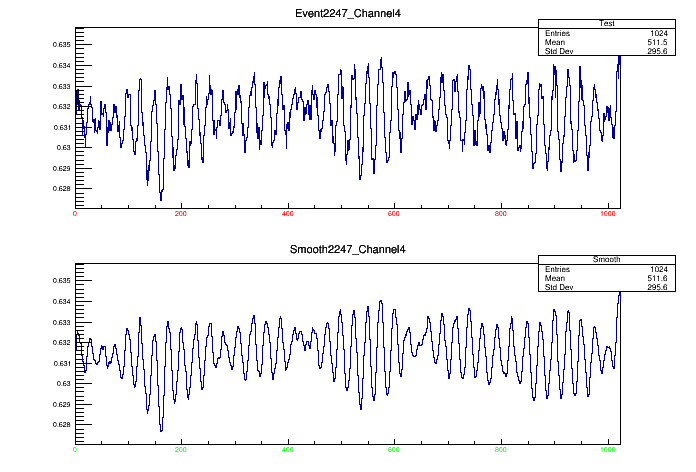 Event2247_Channel4
Test
Entries 1024
Mean 511.5
Std Dev 295.6
0.635
0.634
0.633
0.632
0.631
0.63
0.629
0.628
0 200 400 600 800 1000
Smooth2247_Channel4
Smooth
Entries 1024
Mean 511.6
Std Dev 295.6
0.635
0.634
0.633
0.632
0.631
0.63
0.629
0.628
0 200 400 600 800 1000